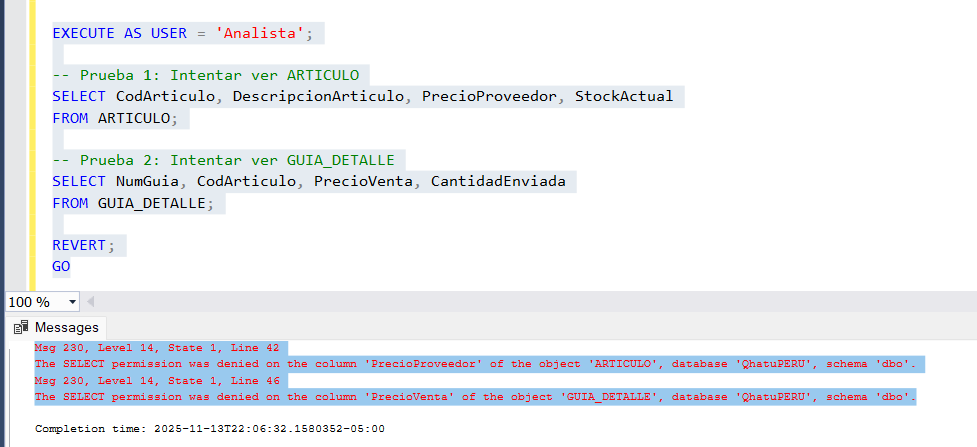 EXECUTE AS USER = 'Analista';
-- Prueba 1: Intentar ver ARTICULO
SELECT CodArticulo, DescripcionArticulo, PrecioProveedor, StockActual
FROM ARTICULO;
-- Prueba 2: Intentar ver GUIA_DETALLE
SELECT NumGuia, CodArticulo, PrecioVenta, CantidadEnviada
FROM GUIA_DETALLE;
REVERT;
GO
100 %
Messages
Msg 230, Level 14, State 1, Line 42
The SELECT permission was denied on the column 'PrecioProveedor' of the object 'ARTICULO', database 'QhatuPERU', schema 'dbo'.
Msg 230, Level 14, State 1, Line 46
The SELECT permission was denied on the column 'PrecioVenta' of the object 'GUIA_DETALLE', database 'QhatuPERU', schema 'dbo'.
Completion time: 2025-11-13T22:06:32.1580352-05:00